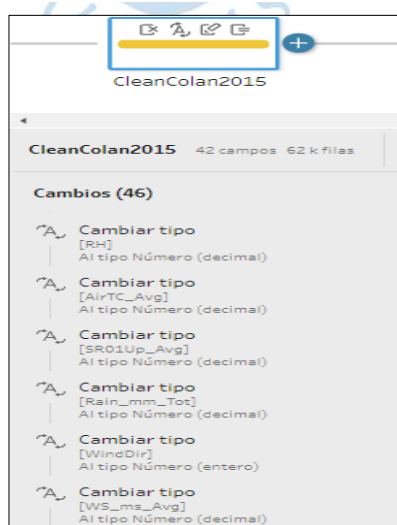 CleanColan2015
CleanColan2015 42 campos 62 k filas
Cambios (46)
Cambiar tipo
[RH]
Al tipo Número (decimal)
Cambiar tipo
[AirTC_Avg]
Al tipo Número (decimal)
Cambiar tipo
[SR01Up_Avg]
Al tipo Número (decimal)
Cambiar tipo
[Rain_mm_Tot]
Al tipo Número (decimal)
Cambiar tipo
[WindDir]
Al tipo Número (entero)
Cambiar tipo
[WS_ms_Avg]
Al tipo Número (decimal)